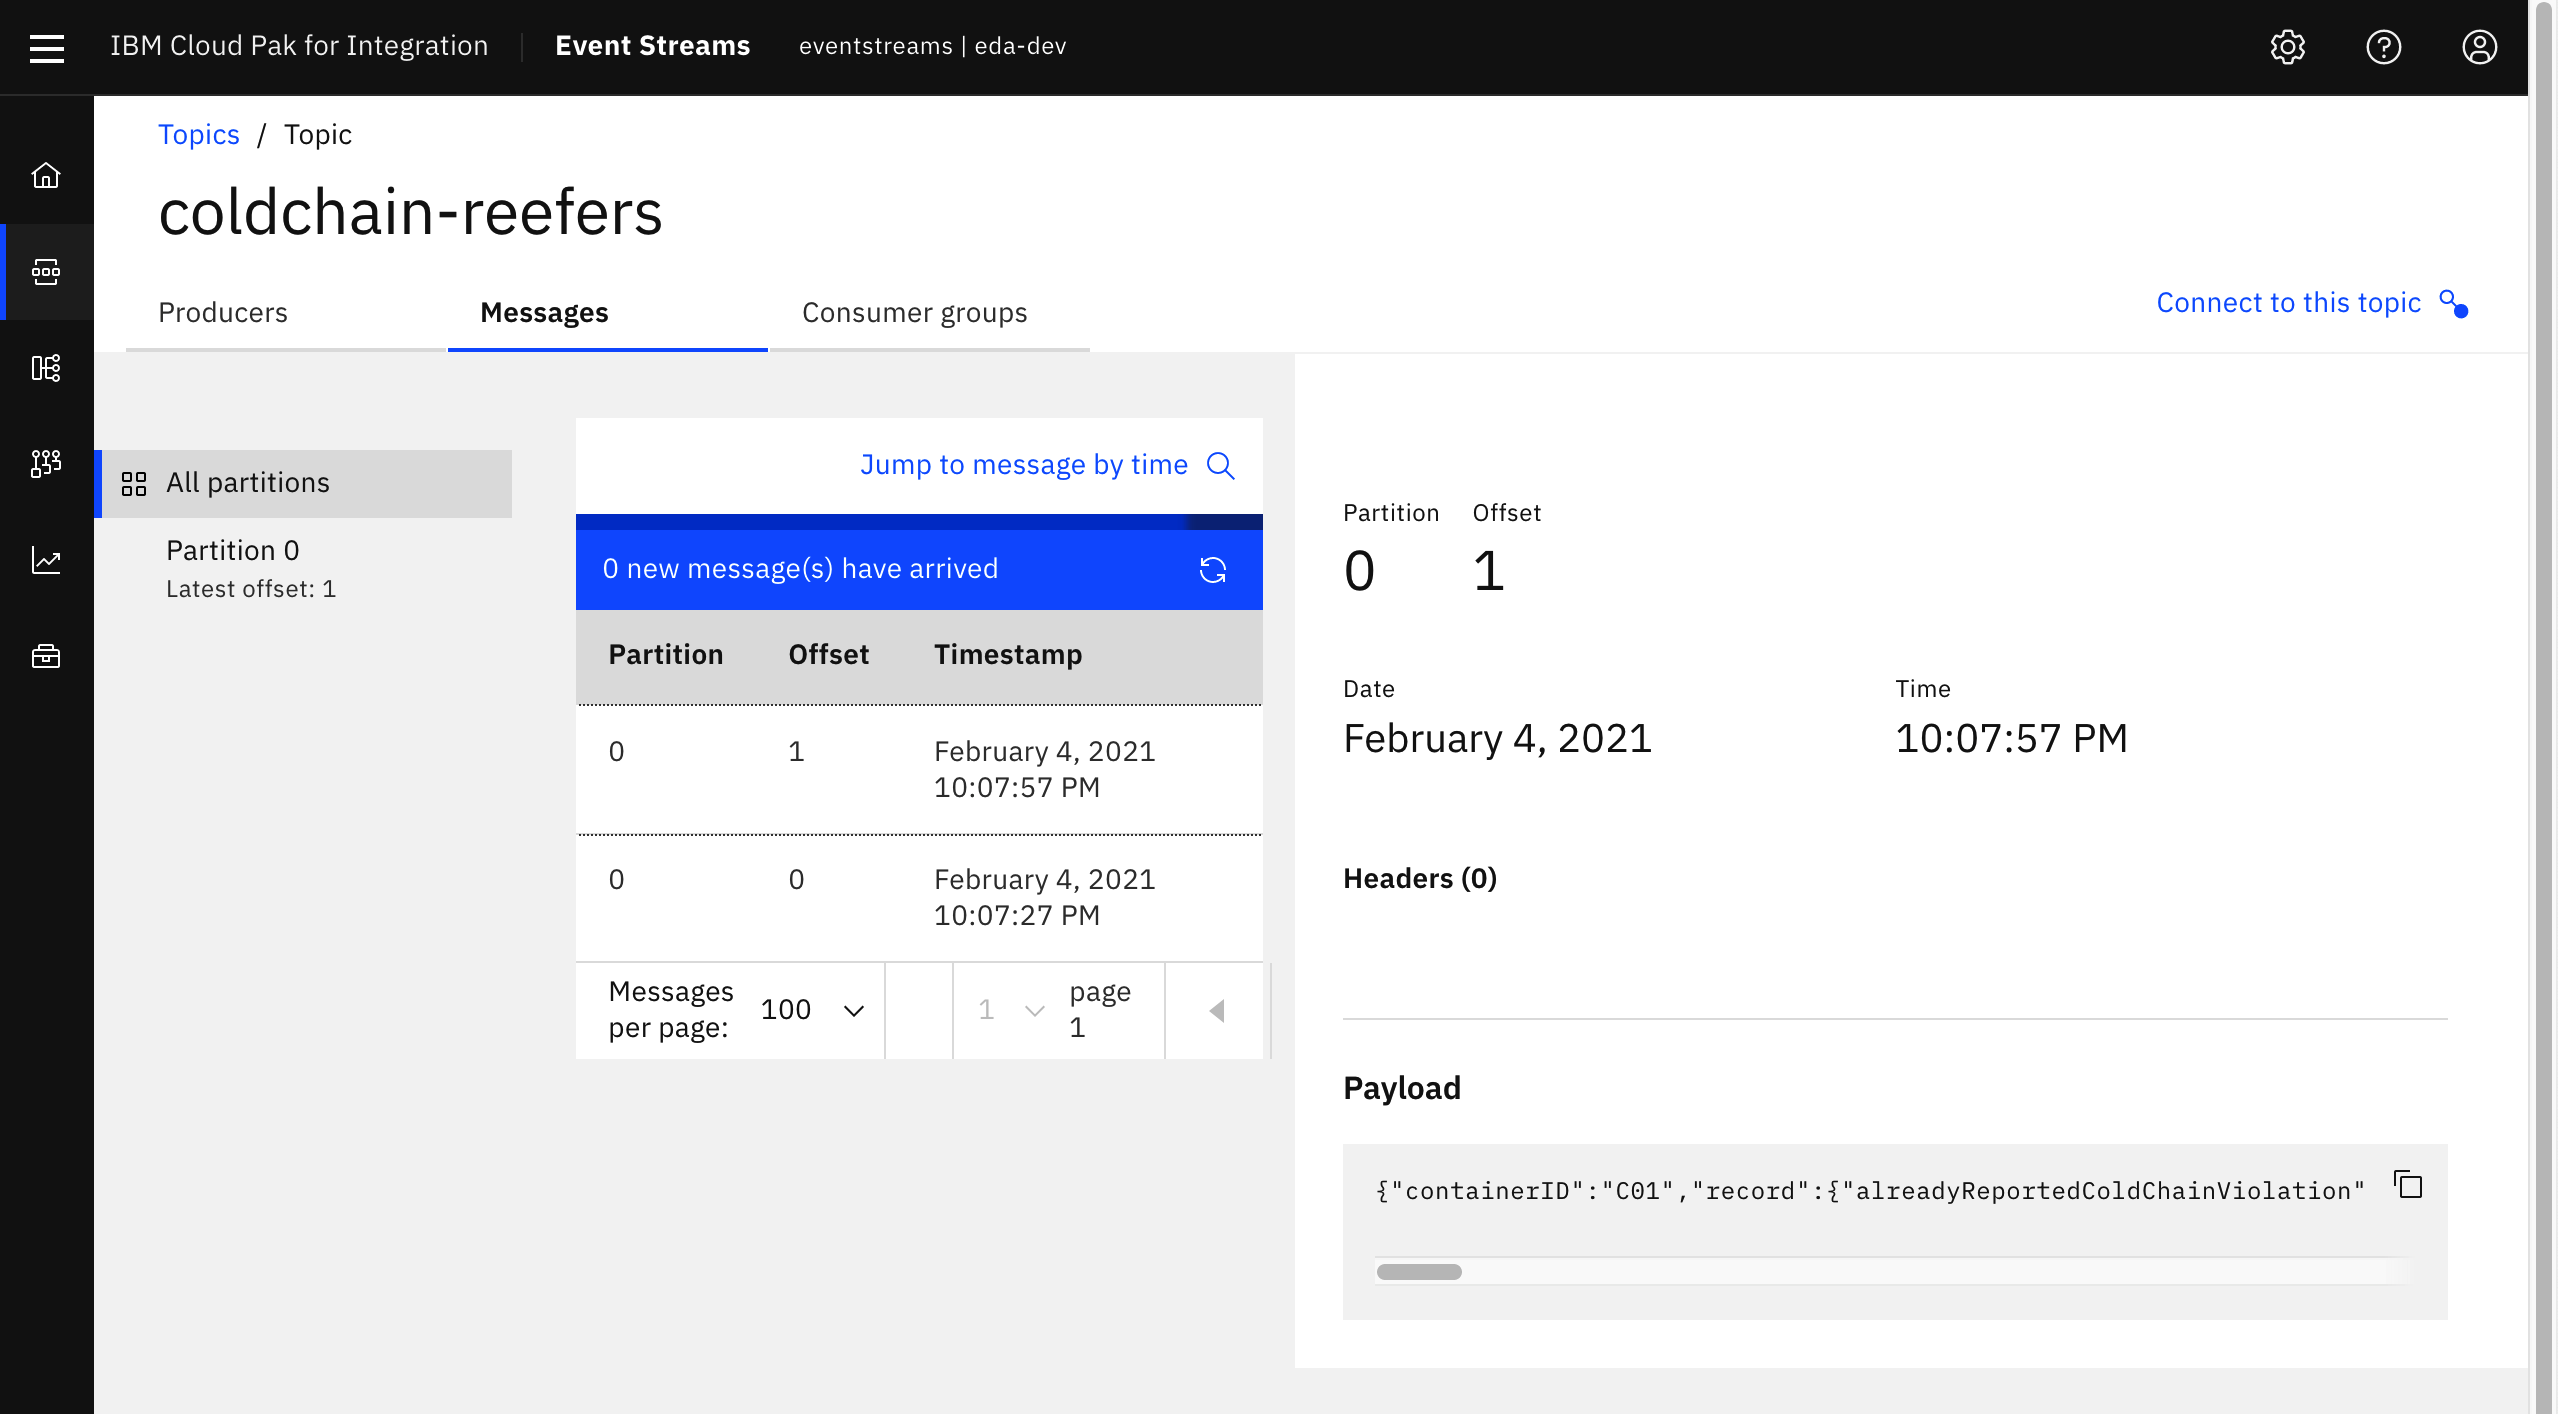 IBM Cloud Pak for Integration | Event Streams eventstreams | eda-dev
Topics / Topic
coldchain-reefers
Producers Messages Consumer groups
Connect to this topic
All partitions
Partition 0
Latest offset: 1
Jump to message by time
0 new message(s) have arrived
Partition Offset Timestamp
0 1 February 4, 2021
10:07:57 PM
0 0 February 4, 2021
10:07:27 PM
Messages
per page:
100
1
page
1
Partition Offset
0 1
Date Time
February 4, 2021 10:07:57 PM
Headers (0)
Payload
{"containerID":"C01","record":{"alreadyReportedColdChainViolation"